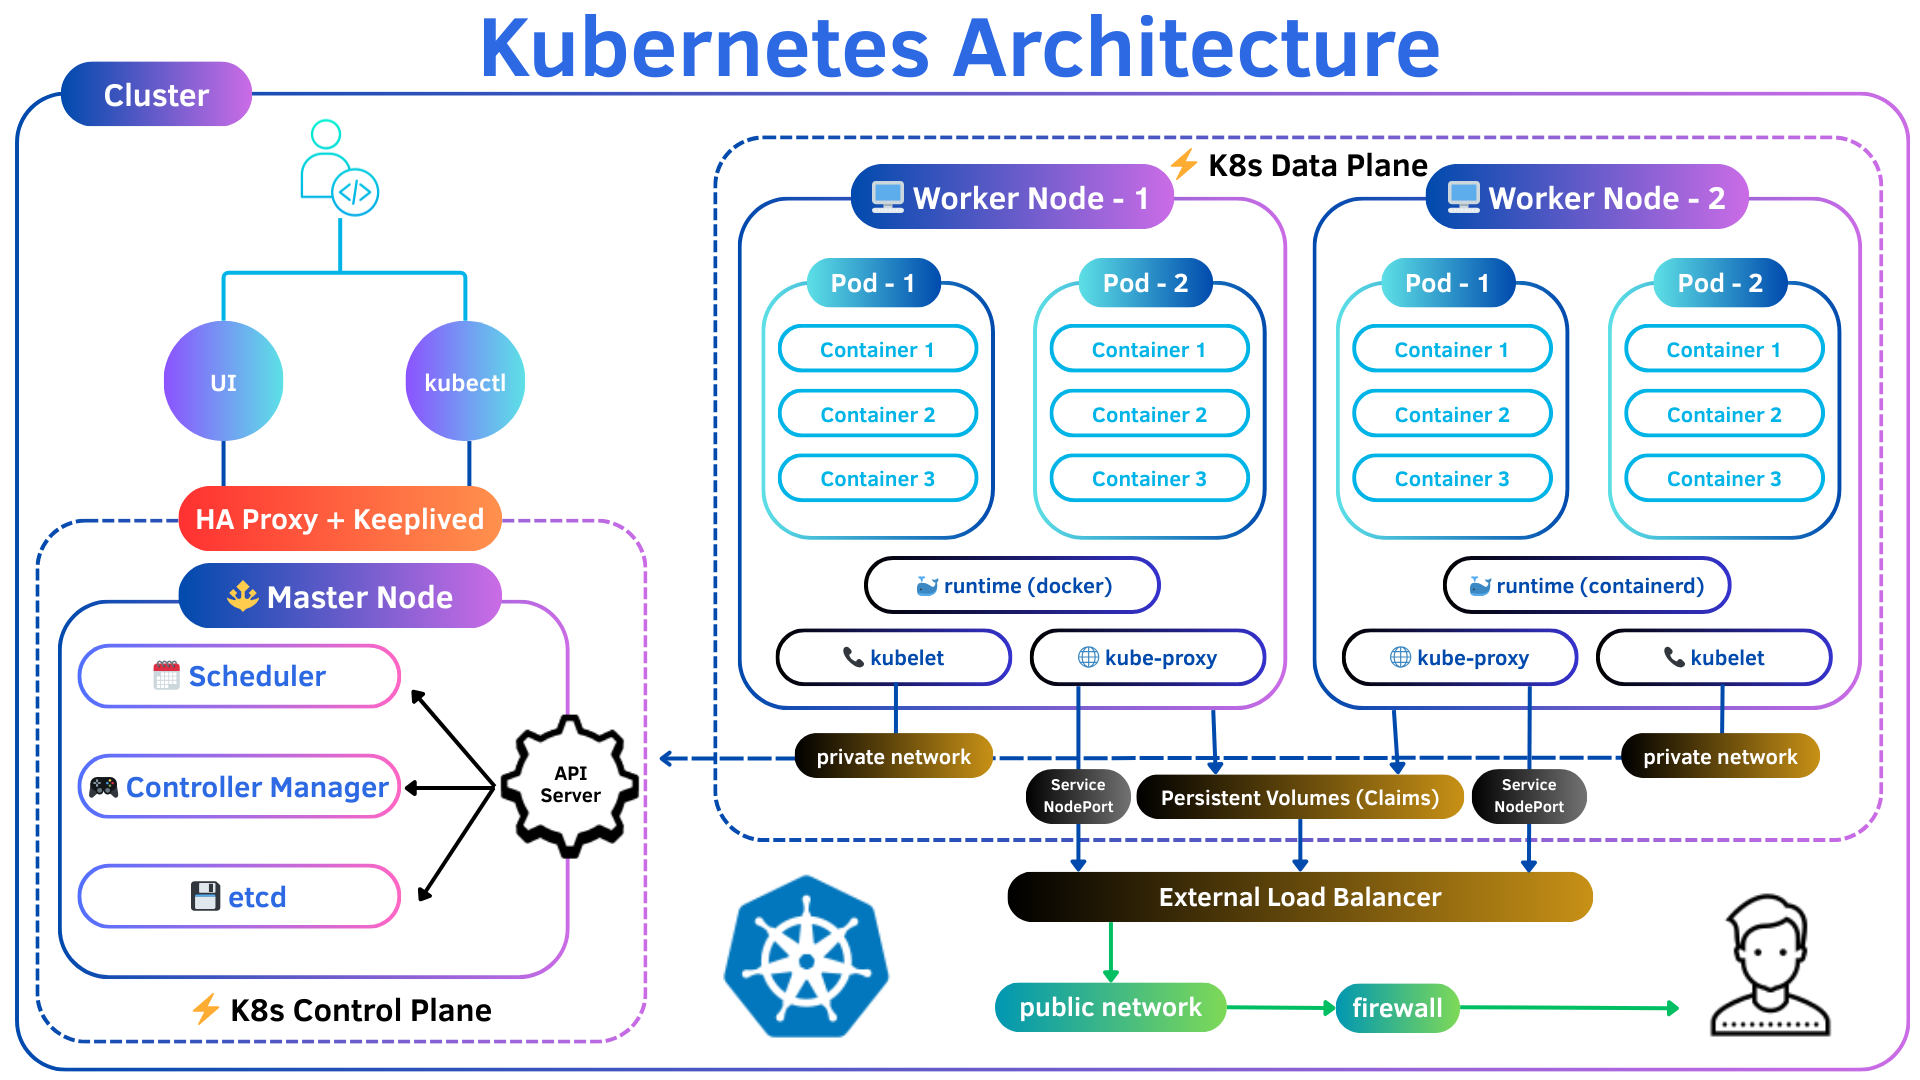 Kubernetes Architecture
Cluster
UI
kubectl
HA Proxy + Keeplived
Master Node
Scheduler
Controller Manager
etcd
API
Server
K8s Control Plane
K8s Data Plane
Worker Node - 1
Pod - 1
Container 1
Container 2
Container 3
Pod - 2
Container 1
Container 2
Container 3
runtime (docker)
kubelet
kube-proxy
Worker Node - 2
Pod - 1
Container 1
Container 2
Container 3
Pod - 2
Container 1
Container 2
Container 3
runtime (containerd)
kube-proxy
kubelet
private network
Service
NodePort
Persistent Volumes (Claims)
Service
NodePort
private network
External Load Balancer
public network
firewall